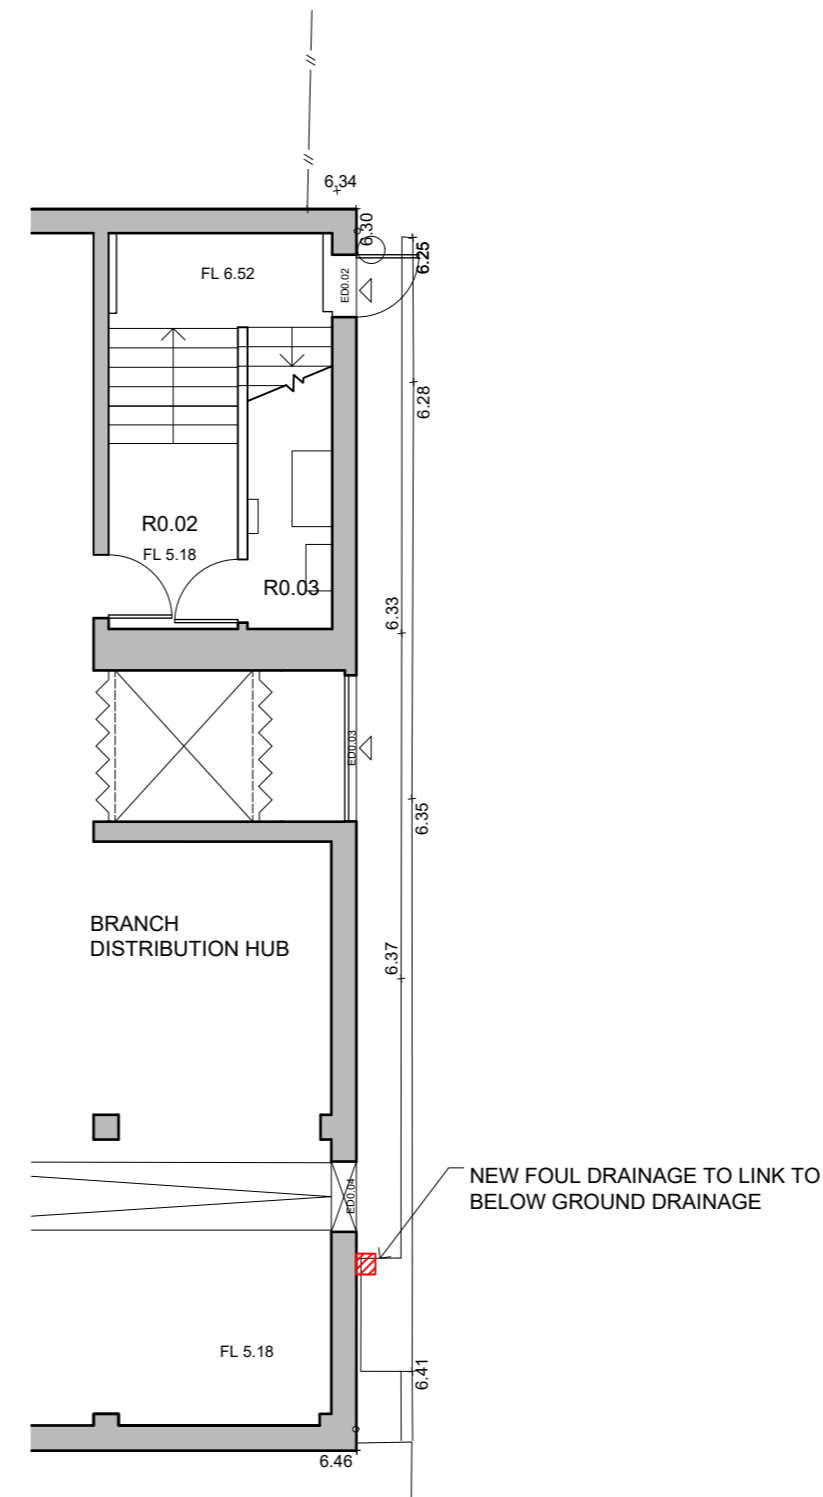 6.34
6.30
6.25
FL 6.52
ED0.02
6.28
R0.02
FL 5.18
R0.03
6.33
ED0.03
6.35
BRANCH
DISTRIBUTION HUB
6.37
NEW FOUL DRAINAGE TO LINK TO
BELOW GROUND DRAINAGE
ED0.04
FL 5.18
6.41
6.46